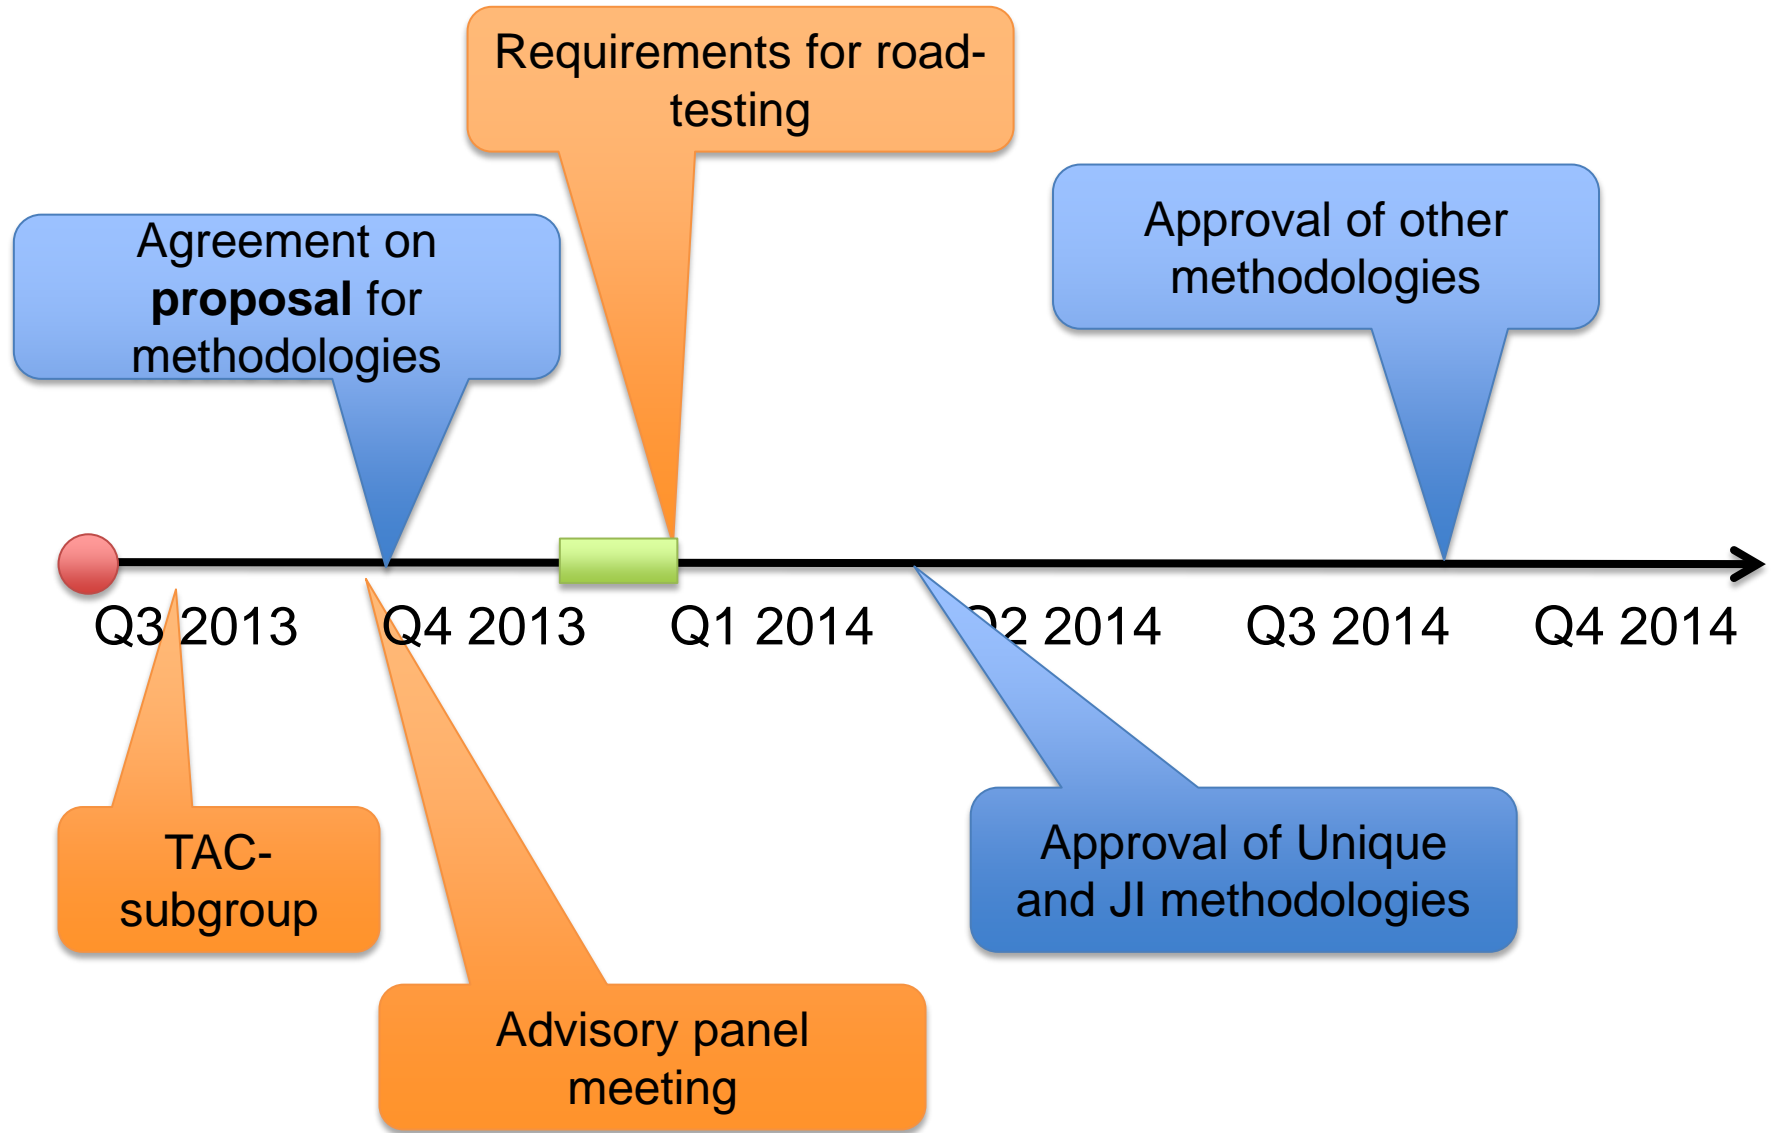 Requirements for road-
testing
Agreement on
proposal for
methodologies
Approval of other
methodologies
Q3 2013
Q4 2013
Q1 2014
Q2 2014
Q3 2014
Q4 2014
TAC-
subgroup
Approval of Unique
and JI methodologies
Advisory panel
meeting